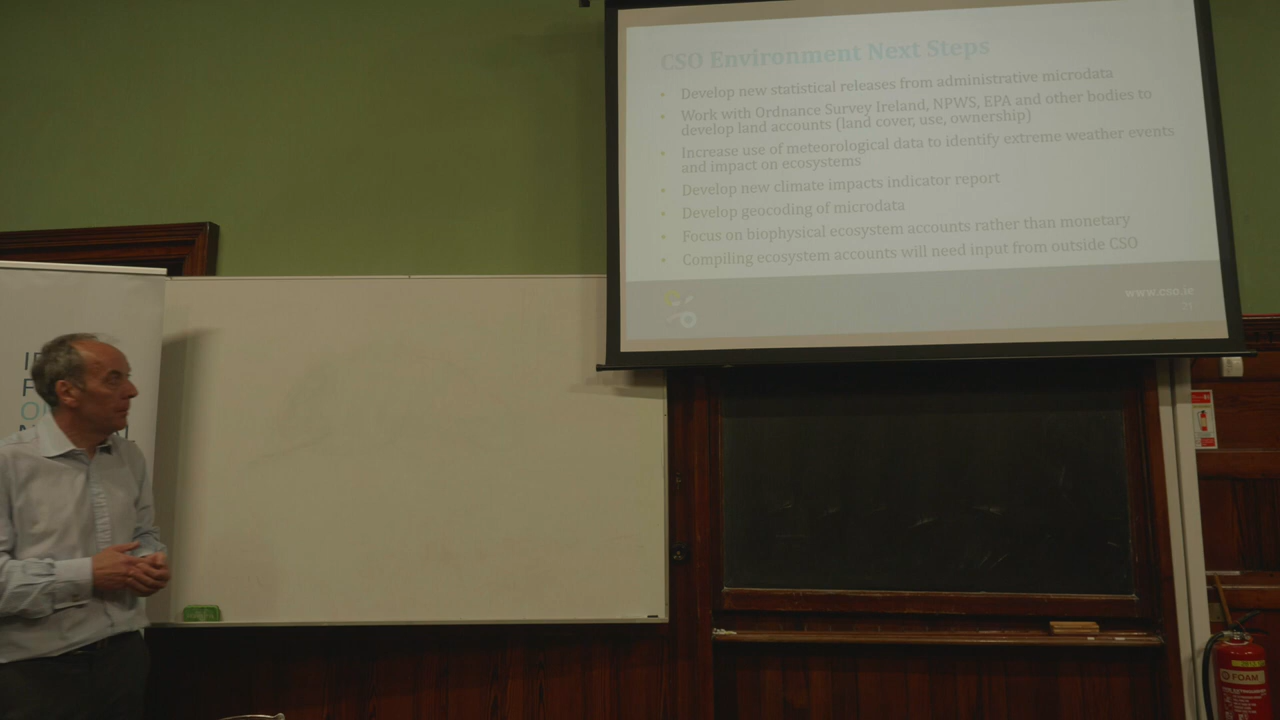 CSO Environment Next Steps
• Develop new statistical releases from administrative microdata
• Work with Ordnance Survey Ireland, NPWS, EPA and other bodies to
develop land accounts (land cover, use, ownership)
• Increase use of meteorological data to identify extreme weather events
and impact on ecosystems
• Develop new climate impacts indicator report
• Develop geocoding of microdata
• Focus on biophysical ecosystem accounts rather than monetary
• Compiling ecosystem accounts will need input from outside CSO
www.cso.ie
FOAM